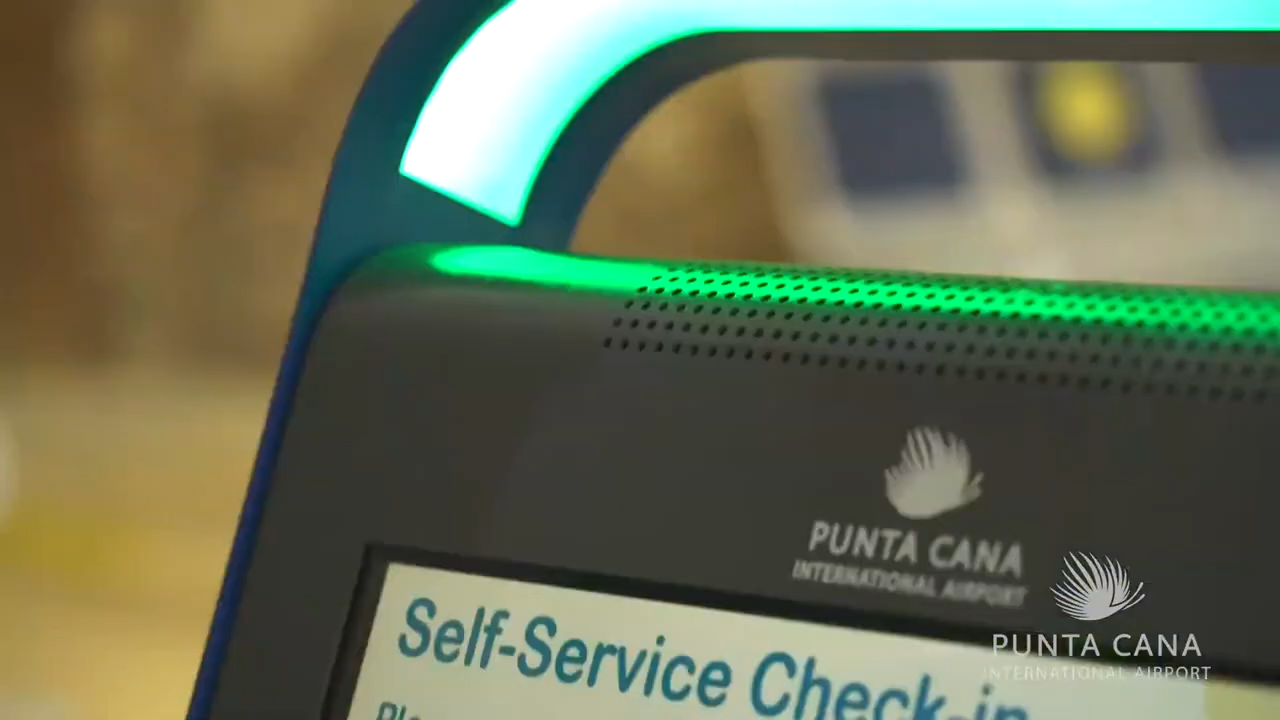 PUNTA CANA
INTERNATIONAL AIRPORT
Self-Service Check-in
PUNTA CANA
INTERNATIONAL AIRPORT